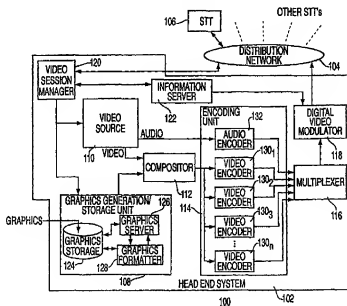 106
STT
OTHER STT's
DISTRIBUTION
NETWORK
104
120
VIDEO
SESSION
MANAGER
INFORMATION
SERVER
122
ENCODING
UNIT
132
DIGITAL
VIDEO
MODULATOR
118
VIDEO
SOURCE
110
AUDIO
VIDEO
AUDIO
ENCODER
COMPOSITOR
112
130₁
VIDEO
ENCODER
130₂
VIDEO
ENCODER
MULTIPLEXER
116
GRAPHICS GENERATION/
STORAGE UNIT
126
114
GRAPHICS
GRAPHICS
SERVER
GRAPHICS
STORAGE
124
GRAPHICS
FORMATTER
128
108
130₃
VIDEO
ENCODER
130n
VIDEO
ENCODER
HEAD END SYSTEM
102
100